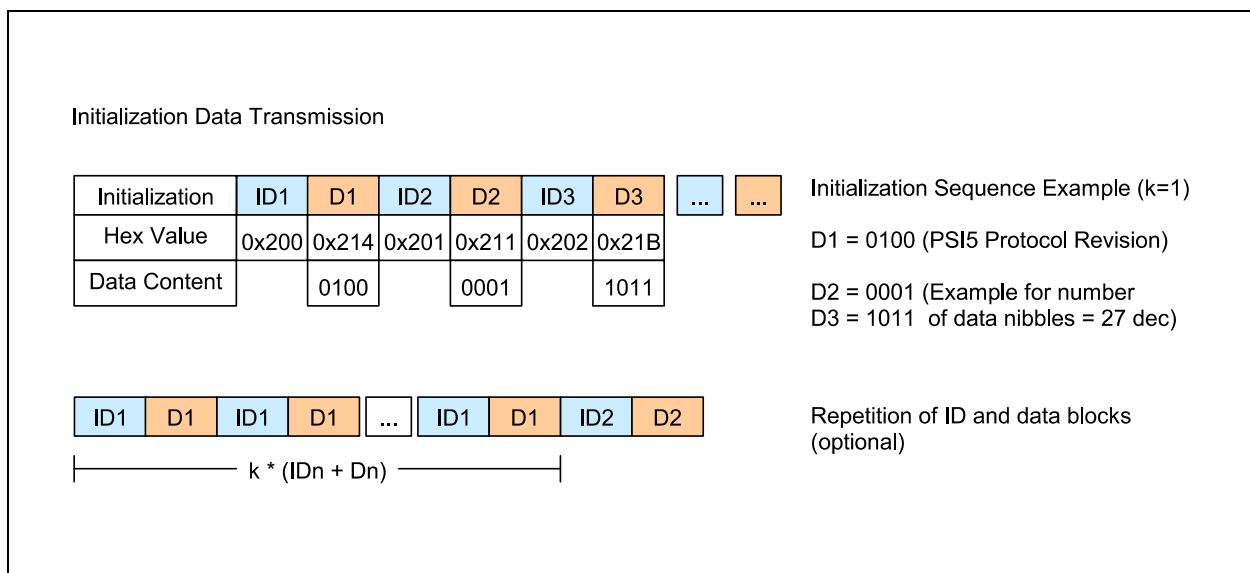 Initialization Data Transmission
Initialization ID1 D1 ID2 D2 ID3 D3 ... ...
Hex Value 0x200 0x214 0x201 0x211 0x202 0x21B
Data Content 0100 0001 1011
Initialization Sequence Example (k=1)
D1 = 0100 (PSI5 Protocol Revision)
D2 = 0001 (Example for number
D3 = 1011 of data nibbles = 27 dec)
ID1 D1 ID1 D1 ... ID1 D1 ID2 D2
k * (IDn + Dn)
Repetition of ID and data blocks
(optional)